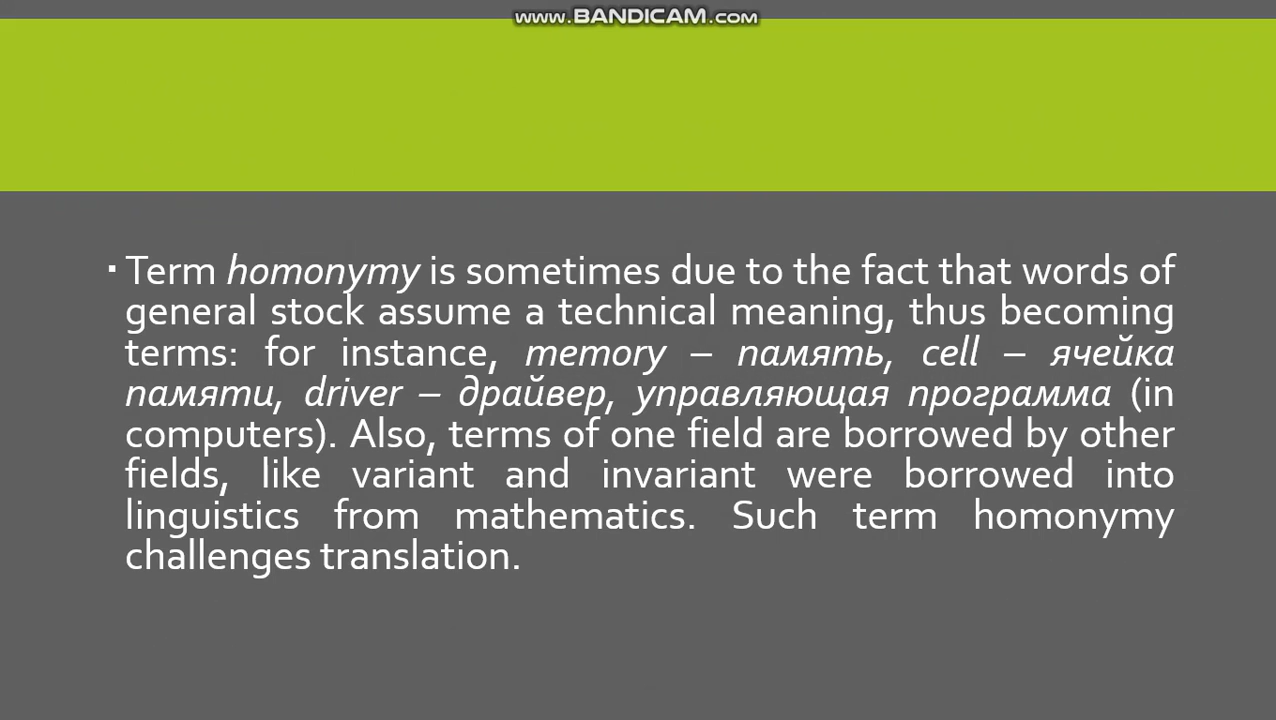 www.BANDICAM.com
▪ Term homonymy is sometimes due to the fact that words of
general stock assume a technical meaning, thus becoming
terms: for instance, memory – память, cell – ячейка
памяти, driver – драйвер, управляющая программа (in
computers). Also, terms of one field are borrowed by other
fields, like variant and invariant were borrowed into
linguistics from mathematics. Such term homonymy
challenges translation.